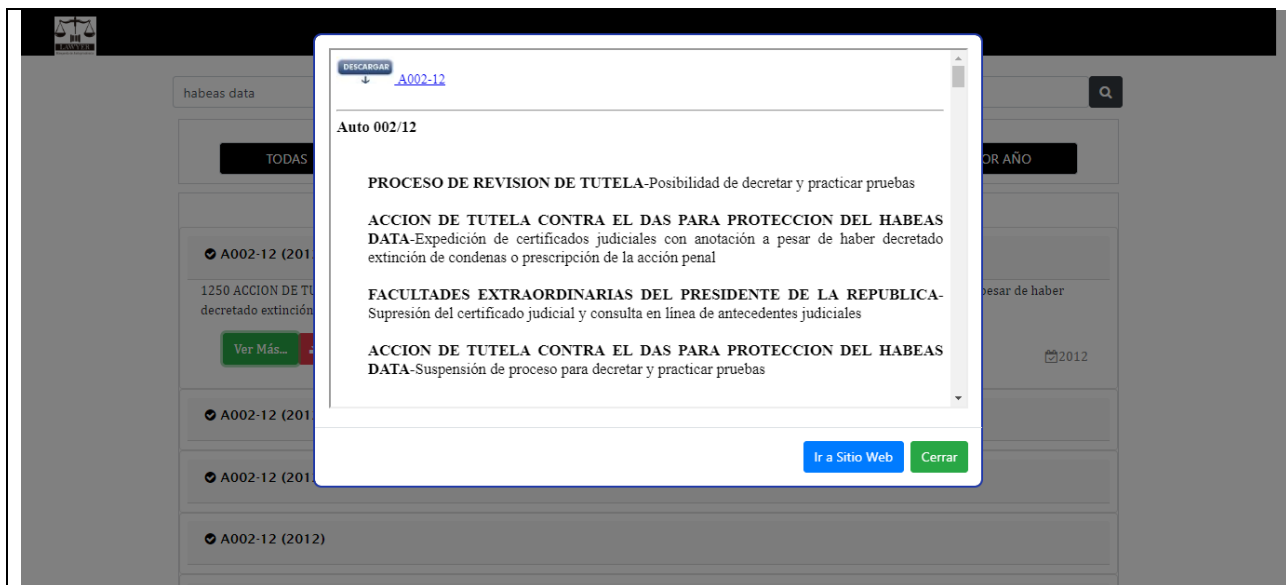 LAWYER
habeas data
TODAS
OR AÑO
DESCARGAR
A002-12
Auto 002/12
PROCESO DE REVISION DE TUTELA-Posibilidad de decretar y practicar pruebas
ACCION DE TUTELA CONTRA EL DAS PARA PROTECCION DEL HABEAS
DATA-Expedición de certificados judiciales con anotación a pesar de haber decretado
extinción de condenas o prescripción de la acción penal
FACULTADES EXTRAORDINARIAS DEL PRESIDENTE DE LA REPUBLICA-
Supresión del certificado judicial y consulta en línea de antecedentes judiciales
ACCION DE TUTELA CONTRA EL DAS PARA PROTECCION DEL HABEAS
DATA-Suspensión de proceso para decretar y practicar pruebas
Ir a Sitio Web
Cerrar
A002-12 (201
1250 ACCION DE TU
pesar de haber
decretado extinción
Ver Más...
2012
A002-12 (201
A002-12 (201
A002-12 (2012)